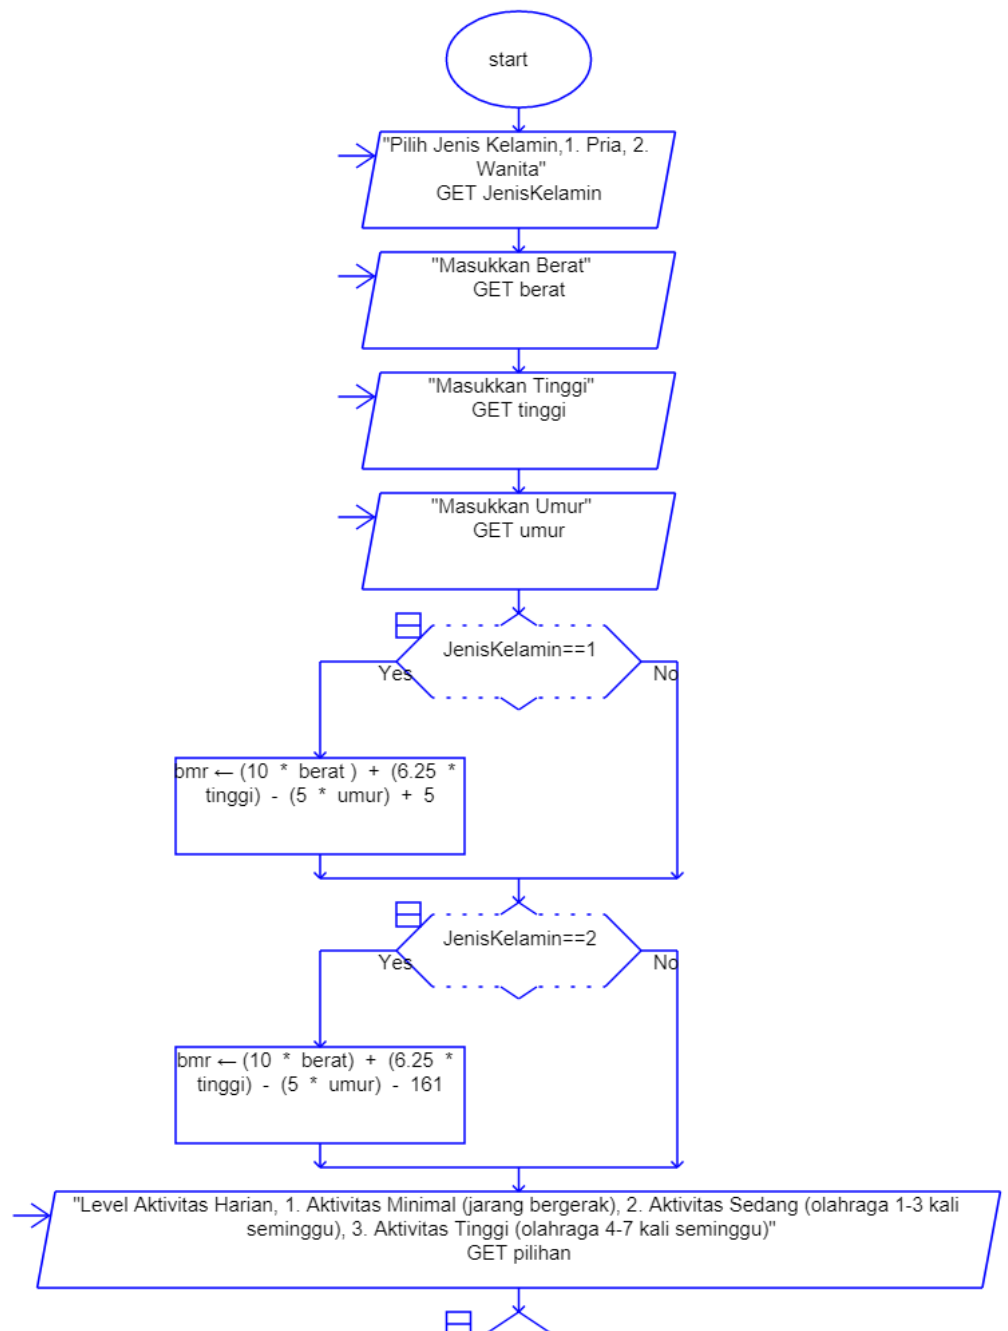 start
"Pilih Jenis Kelamin,1. Pria, 2.
Wanita"
GET JenisKelamin
"Masukkan Berat"
GET berat
"Masukkan Tinggi"
GET tinggi
"Masukkan Umur"
GET umur
JenisKelamin==1
Yes
No
bmr ← (10 * berat ) + (6.25 *
tinggi) - (5 * umur) + 5
JenisKelamin==2
Yes
No
bmr ← (10 * berat) + (6.25 *
tinggi) - (5 * umur) - 161
"Level Aktivitas Harian, 1. Aktivitas Minimal (jarang bergerak), 2. Aktivitas Sedang (olahraga 1-3 kali
seminggu), 3. Aktivitas Tinggi (olahraga 4-7 kali seminggu)"
GET pilihan